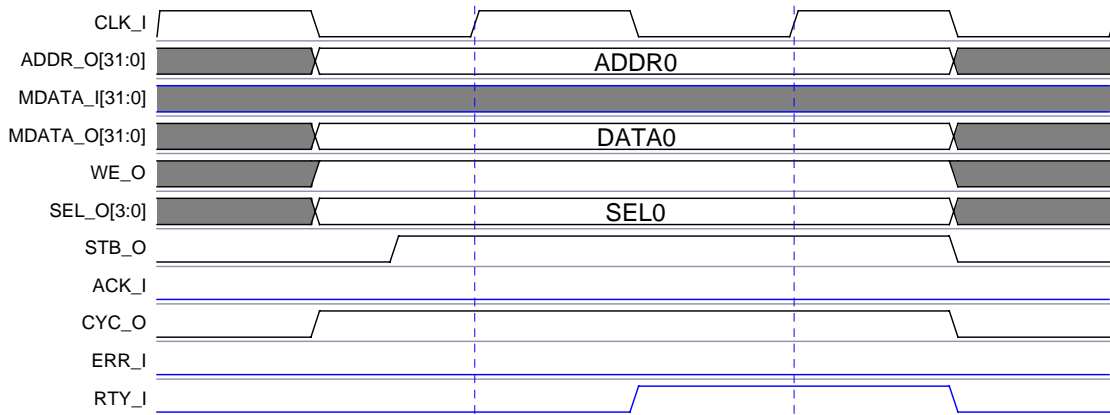 CLK_I
ADDR_O[31:0] ADDR0
MDATA_I[31:0]
MDATA_O[31:0] DATA0
WE_O
SEL_O[3:0] SEL0
STB_O
ACK_I
CYC_O
ERR_I
RTY_I